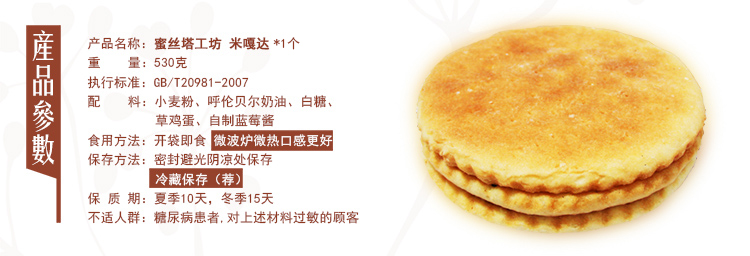 產品參數
产品名称：蜜丝塔工坊 米嘎达 *1个
重 量：530克
执行标准：GB/T20981-2007
配 料：小麦粉、呼伦贝尔奶油、白糖、
草鸡蛋、自制蓝莓酱
食用方法：开袋即食 微波炉微热口感更好
保存方法：密封避光阴凉处保存
冷藏保存（荐）
保 质 期：夏季10天，冬季15天
不适人群：糖尿病患者,对上述材料过敏的顾客